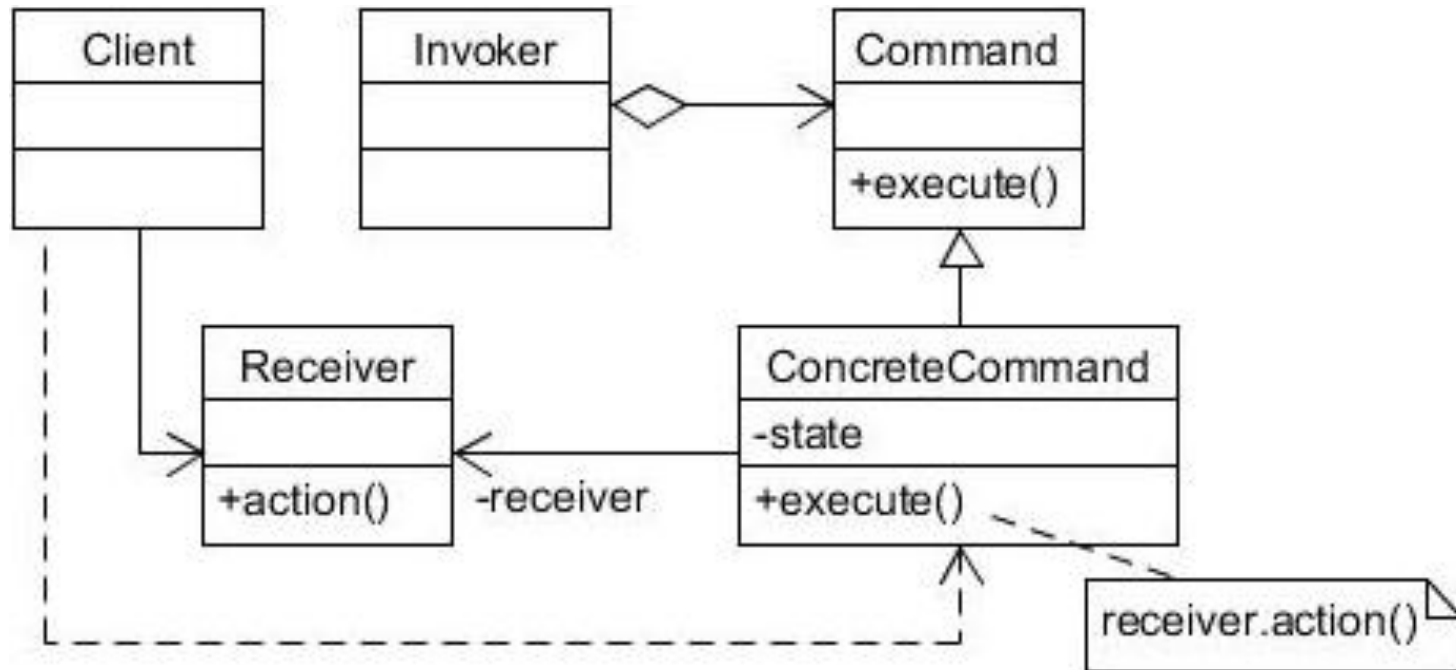 Client
Invoker
Command
+execute()
Receiver
+action()
-receiver
ConcreteCommand
-state
+execute()
receiver.action()